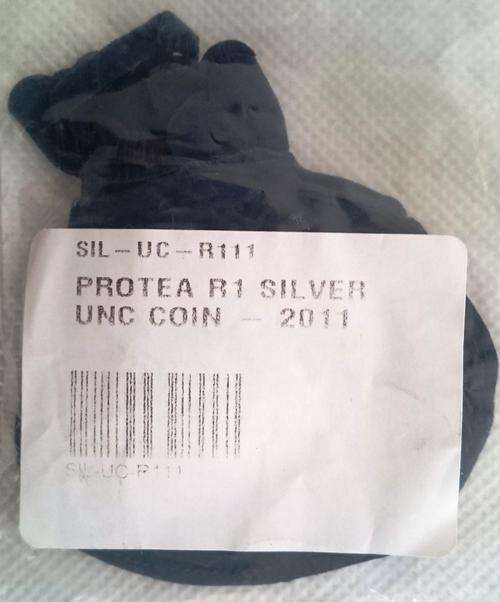 SIL-UC-R111
PROTEA R1 SILVER
UNC COIN - 2011
SIL-UC-R111